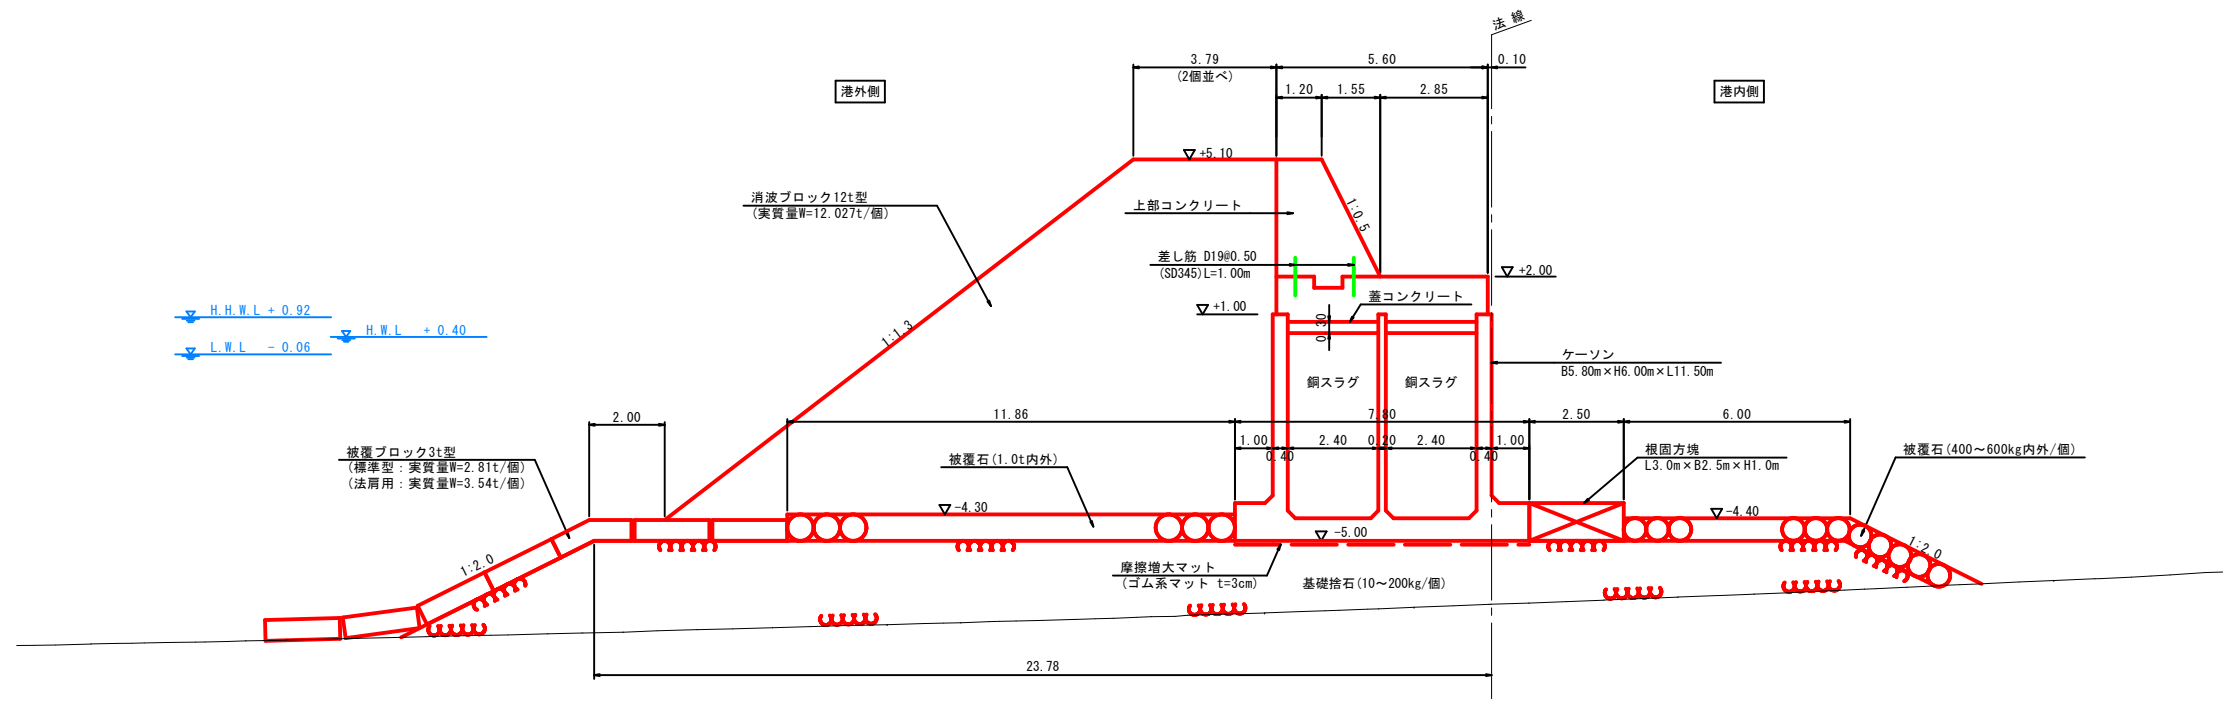 法 線
3.79
5.60
0.10
(2個並べ)
港外側
港内側
1.20
1.55
2.85
+5.10
消波ブロック12t型
(実質量W=12.027t/個)
上部コンクリート
1:0.5
差し筋 D19@0.50
(SD345)L=1.00m
+2.00
蓋コンクリート
+1.00
H.H.W.L + 0.92
H.W.L + 0.40
L.W.L - 0.06
1:1.3
0.30
ケーソン
B5.80m×H6.00m×L11.50m
銅スラグ
銅スラグ
2.00
11.86
7.80
2.50
6.00
1.00
2.40
0.20
2.40
1.00
0.40
0.40
被覆ブロック3t型
(標準型：実質量W=2.81t/個)
(法肩用：実質量W=3.54t/個)
被覆石(1.0t内外)
根固方塊
L3.0m×B2.5m×H1.0m
被覆石(400～600kg内外/個)
-4.30
-4.40
-5.00
1:2.0
1:2.0
摩擦増大マット
(ゴム系マット t=3cm)
基礎捨石(10～200kg/個)
23.78